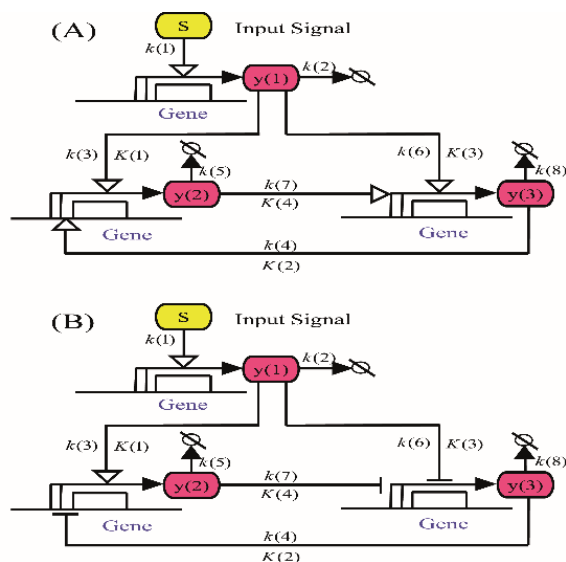 (A)
S
Input Signal
k(1)
y(1)
k(2)
Gene
k(3)
K(1)
k(5)
k(6)
K(3)
k(8)
y(2)
k(7)
K(4)
y(3)
Gene
Gene
k(4)
K(2)
(B)
S
Input Signal
k(1)
y(1)
k(2)
Gene
k(3)
K(1)
k(5)
k(6)
K(3)
k(8)
y(2)
k(7)
K(4)
y(3)
Gene
Gene
k(4)
K(2)